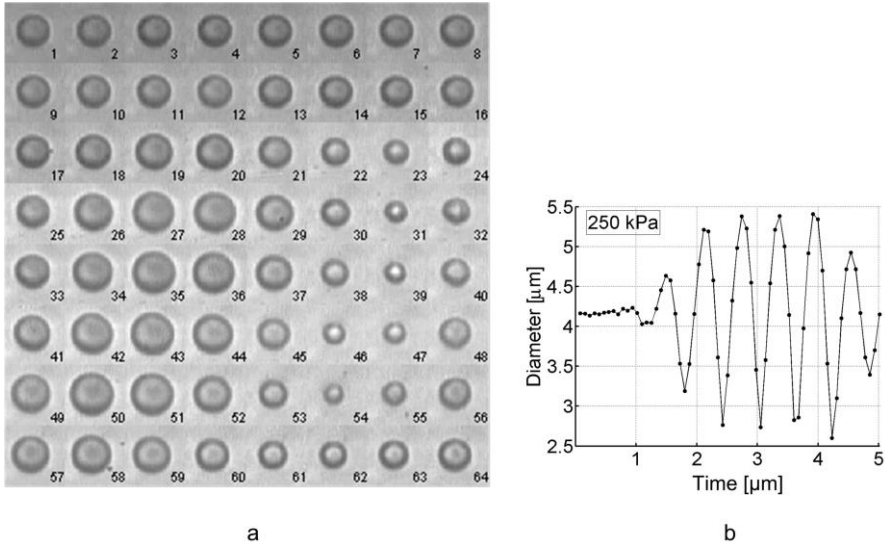 1 2 3 4 5 6 7 8
9 10 11 12 13 14 15 16
17 18 19 20 21 22 23 24
25 26 27 28 29 30 31 32
33 34 35 36 37 38 39 40
41 42 43 44 45 46 47 48
49 50 51 52 53 54 55 56
57 58 59 60 61 62 63 64
a
250 kPa
5.5
5
4.5
4
3.5
3
2.5
Diameter [μm]
1 2 3 4 5
Time [μm]
b